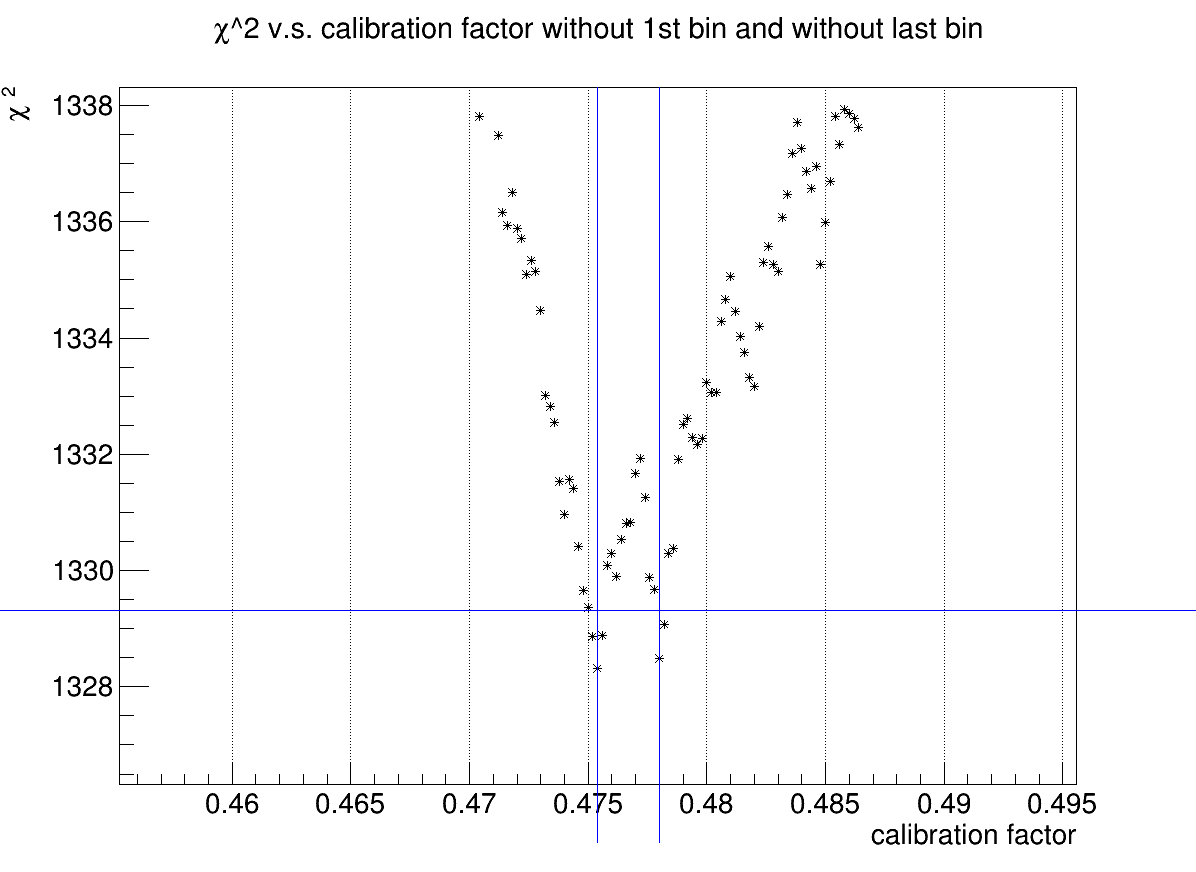 χ^2 v.s. calibration factor without 1st bin and without last bin
χ²
1338
1336
1334
1332
1330
1328
0.46 0.465 0.47 0.475 0.48 0.485 0.49 0.495
calibration factor